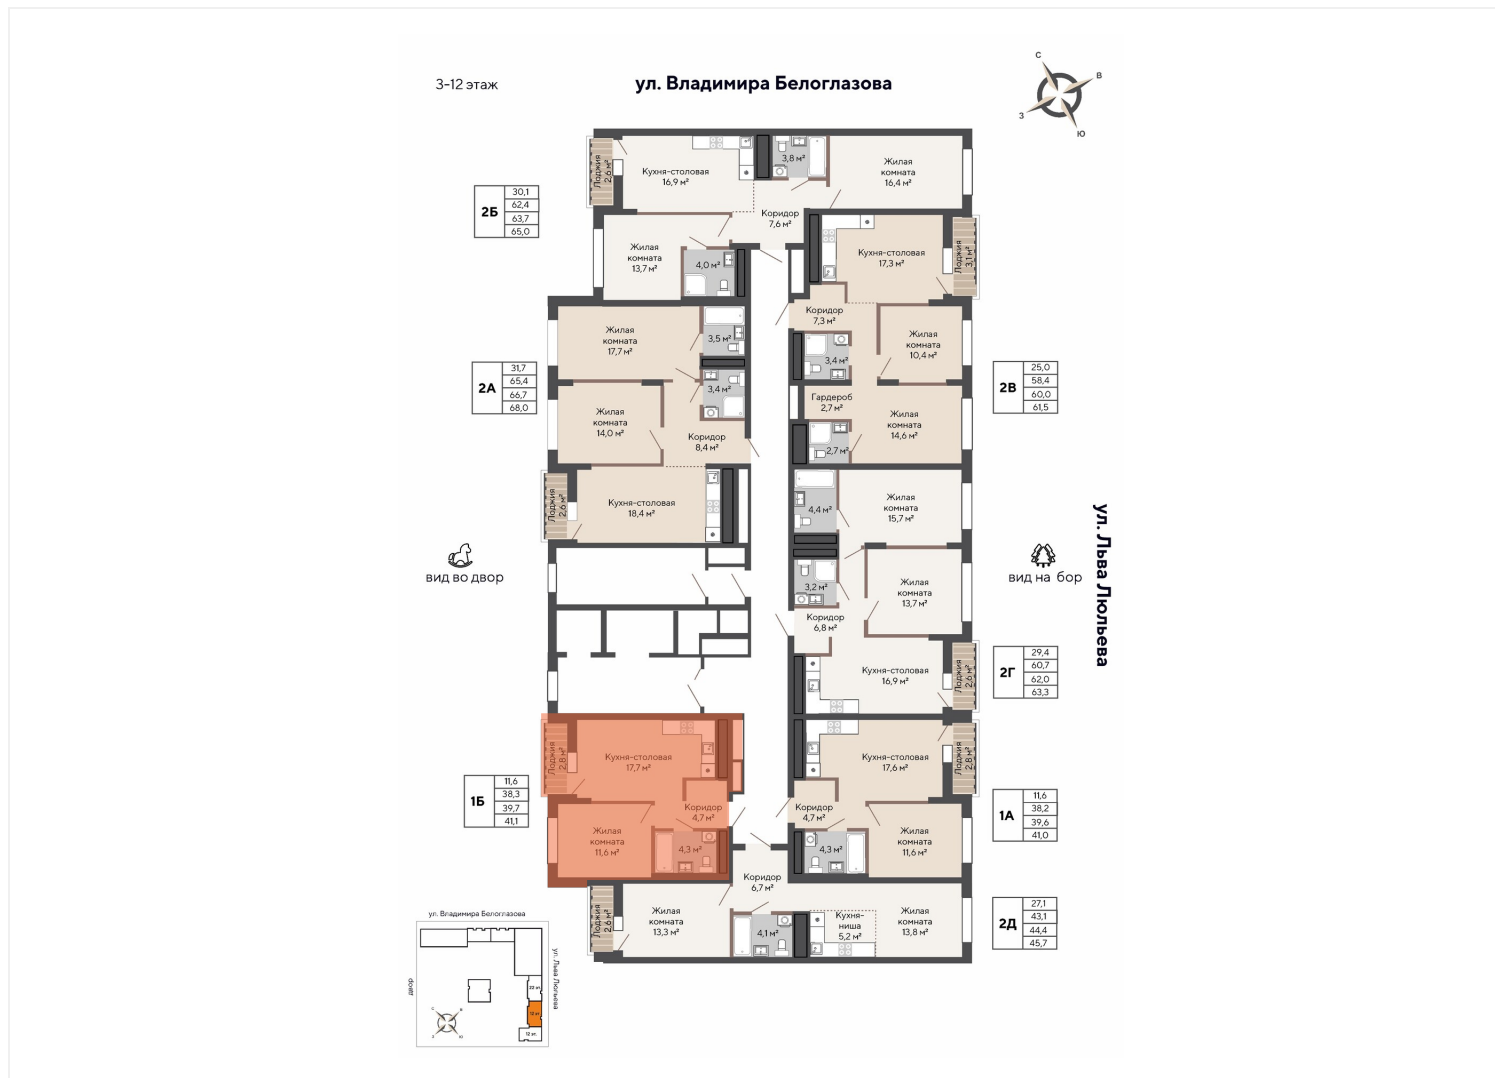 3-12 этаж
ул. Владимира Белоглазова
С
В
З
Ю
Лоджия
2,6 м²
Кухня-столовая
16,9 м²
3,8 м²
Жилая
комната
16,4 м²
Коридор
7,6 м²
2Б
30,1
62,4
63,7
65,0
Жилая
комната
13,7 м²
4,0 м²
Кухня-столовая
17,3 м²
Лоджия
3,1 м²
Коридор
7,3 м²
Жилая
комната
17,7 м²
3,5 м²
Жилая
комната
10,4 м²
3,4 м²
2А
31,7
65,4
66,7
68,0
3,4 м²
2В
25,0
58,4
60,0
61,5
Жилая
комната
14,0 м²
Гардероб
2,7 м²
Жилая
комната
14,6 м²
Коридор
8,4 м²
2,7 м²
Лоджия
2,6 м²
Кухня-столовая
18,4 м²
4,4 м²
Жилая
комната
15,7 м²
вид во двор
вид на бор
ул. Льва Люльева
3,2 м²
Жилая
комната
13,7 м²
Коридор
6,8 м²
Кухня-столовая
16,9 м²
Лоджия
2,6 м²
2Г
29,4
60,7
62,0
63,3
Лоджия
2,8 м²
Кухня-столовая
17,7 м²
Кухня-столовая
17,6 м²
Лоджия
2,8 м²
1Б
11,6
38,3
39,7
41,1
Коридор
4,7 м²
Коридор
4,7 м²
1А
11,6
38,2
39,6
41,0
Жилая
комната
11,6 м²
4,3 м²
4,3 м²
Жилая
комната
11,6 м²
Коридор
6,7 м²
Лоджия
2,6 м²
Жилая
комната
13,3 м²
4,1 м²
Кухня-
ниша
5,2 м²
Жилая
комната
13,8 м²
2Д
27,1
43,1
44,4
45,7
ул. Владимира Белоглазова
ул. Льва Люльева
22 эт.
12 эт.
12 эт.
С
В
З
Ю